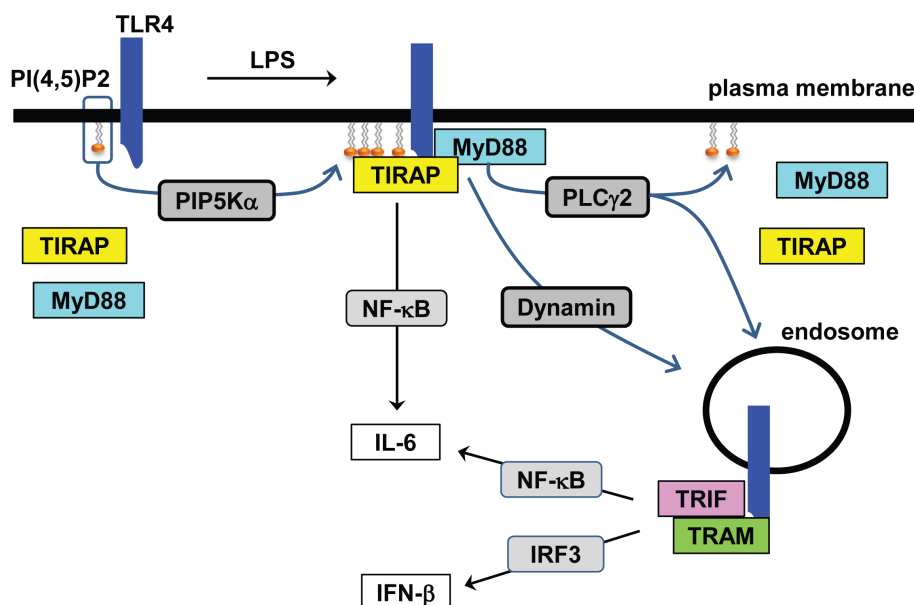 TLR4
LPS
PI(4,5)P2
plasma membrane
MyD88
TIRAP
PIP5Kα
PLCγ2
MyD88
TIRAP
TIRAP
MyD88
NF-κB
Dynamin
endosome
IL-6
NF-κB
TRIF
TRAM
IRF3
IFN-β